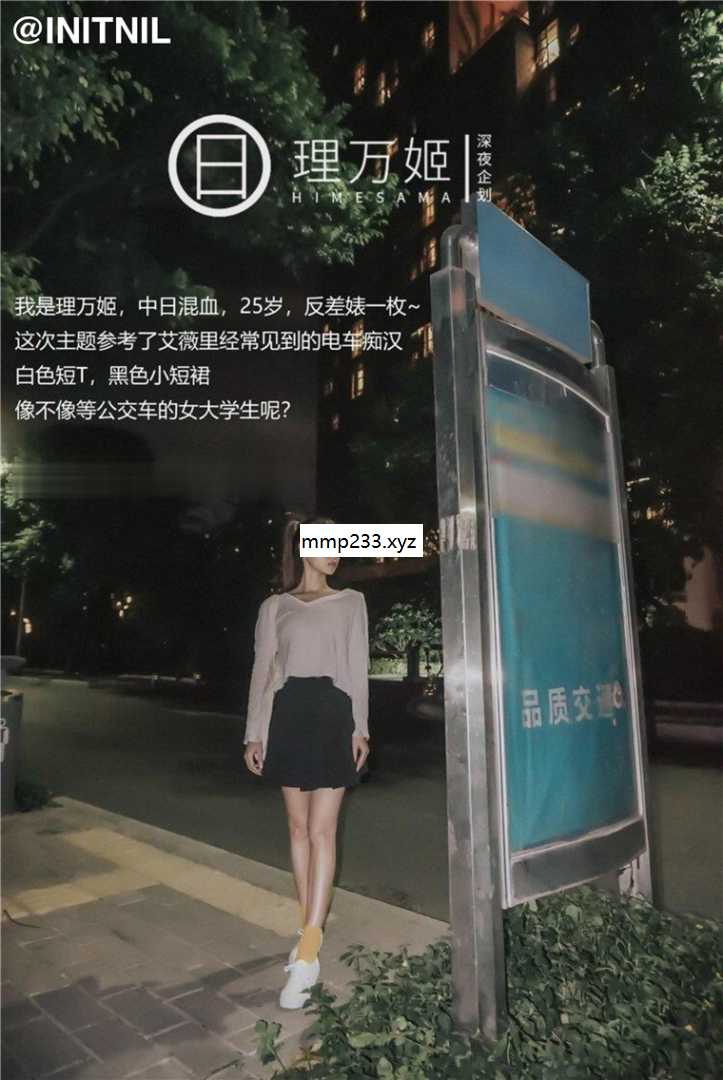 @INITNIL
日 理万姬
HIMESAMA
深夜企划
我是理万姬，中日混血，25岁，反差婊一枚~
这次主题参考了艾薇里经常见到的电车痴汉
白色短T，黑色小短裙
像不像等公交车的女大学生呢？
mmp233.xyz
品质交通